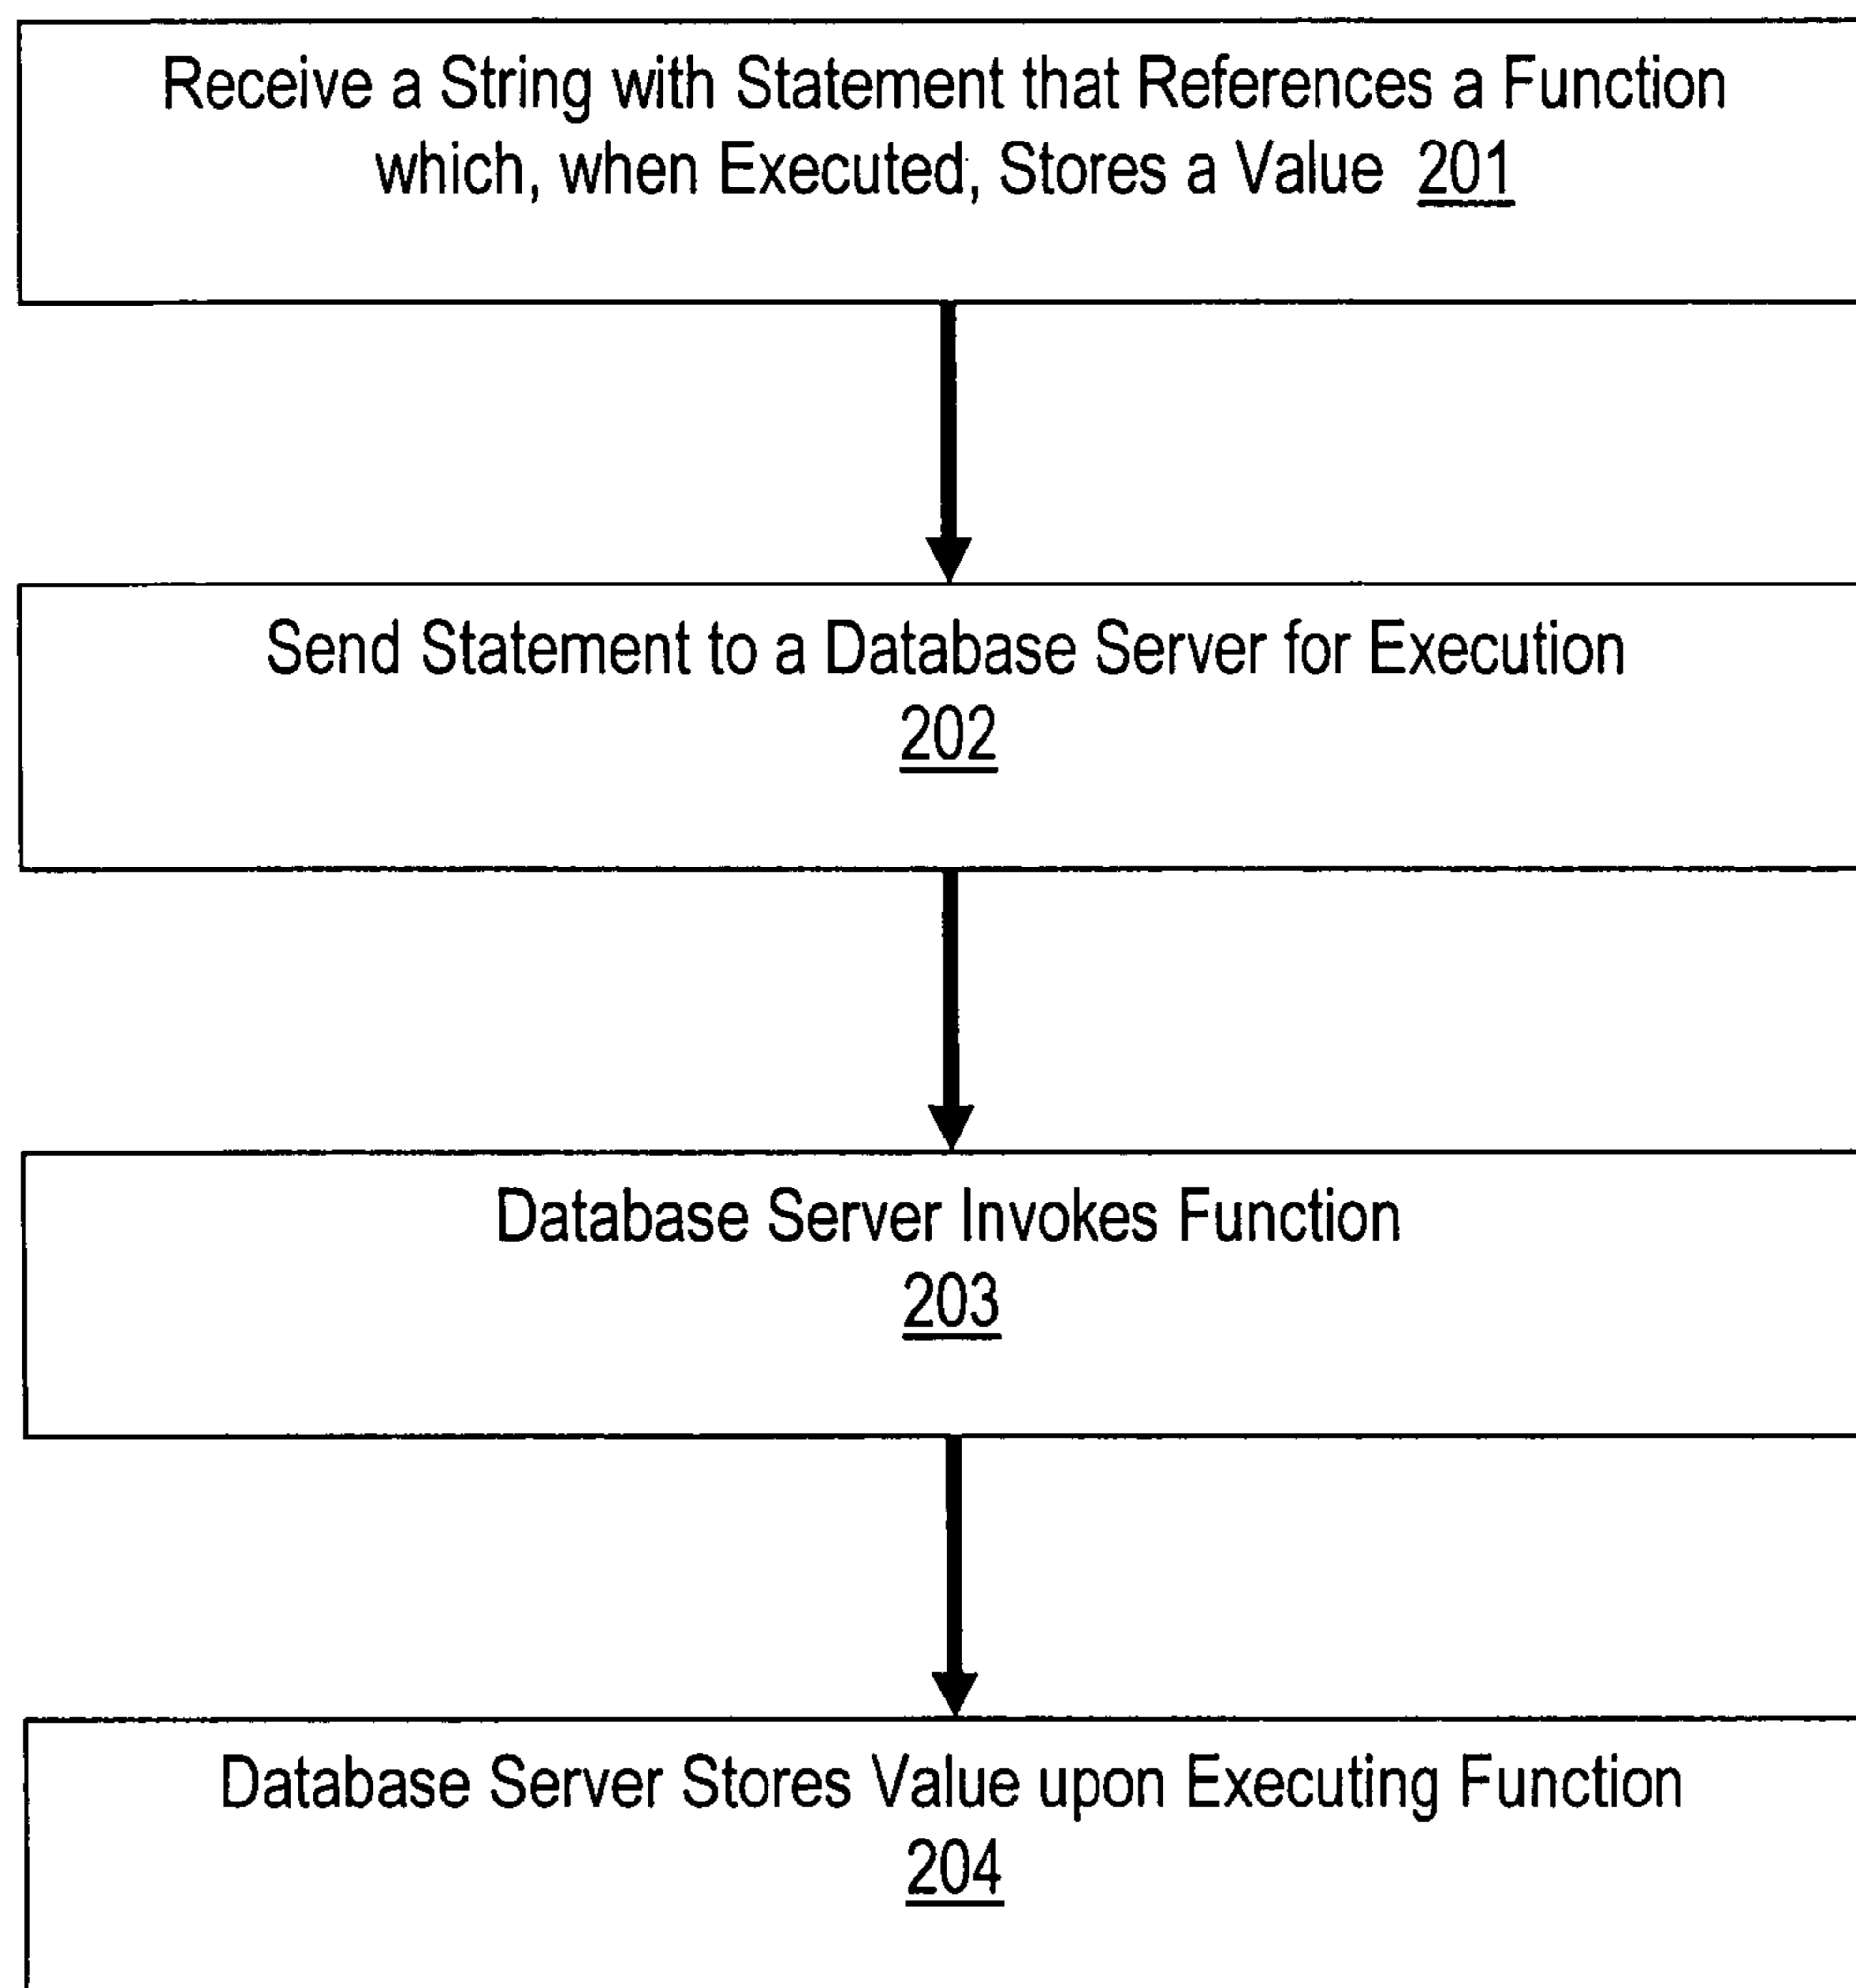 Receive a String with Statement that References a Function
which, when Executed, Stores a Value 201
Send Statement to a Database Server for Execution
202
Database Server Invokes Function
203
Database Server Stores Value upon Executing Function
204